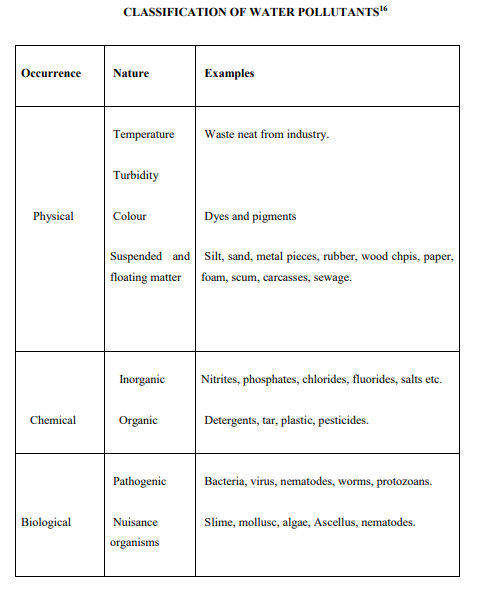 CLASSIFICATION OF WATER POLLUTANTS16
Occurrence Nature Examples
Temperature Waste neat from industry.
Turbidity
Physical Colour Dyes and pigments
Suspended and Silt, sand, metal pieces, rubber, wood chpis, paper,
floating matter foam, scum, carcasses, sewage.
Inorganic Nitrites, phosphates, chlorides, fluorides, salts etc.
Chemical Organic Detergents, tar, plastic, pesticides.
Pathogenic Bacteria, virus, nematodes, worms, protozoans.
Biological Nuisance Slime, mollusc, algae, Ascellus, nematodes.
organisms